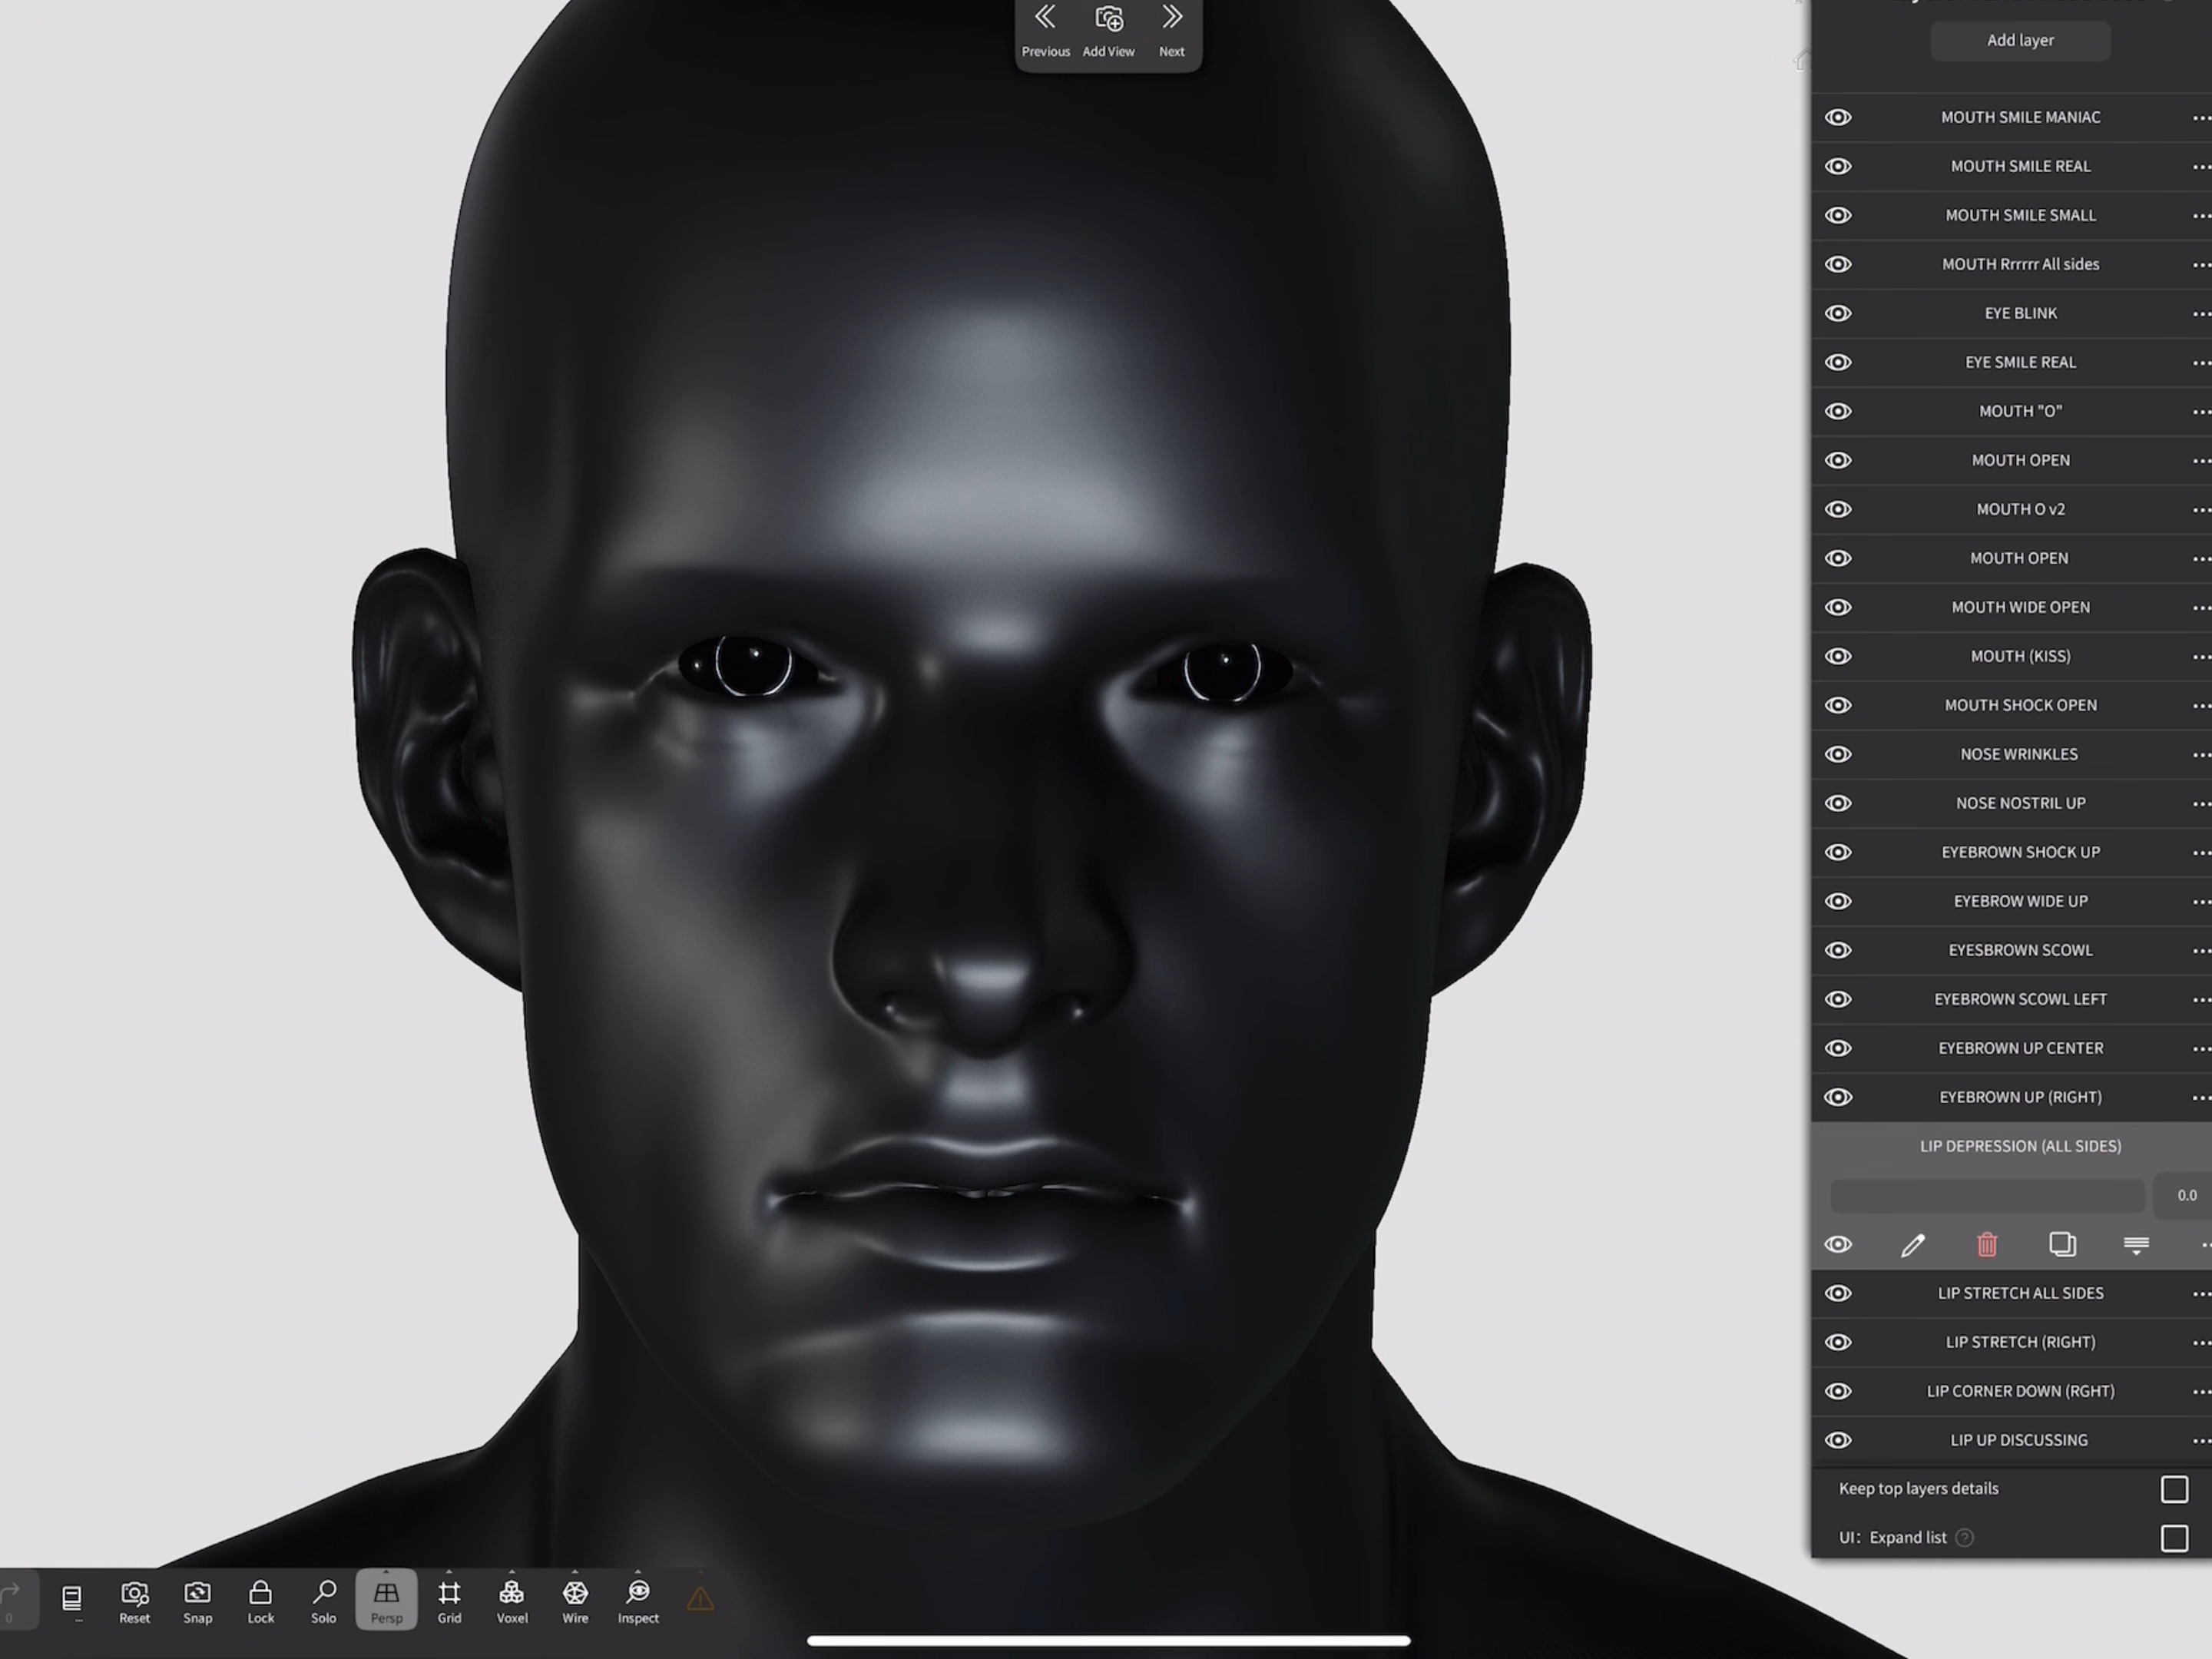 Previous Add View Next
Add layer
MOUTH SMILE MANIAC
MOUTH SMILE REAL
MOUTH SMILE SMALL
MOUTH Rrrrrr All sides
EYE BLINK
EYE SMILE REAL
MOUTH "O"
MOUTH OPEN
MOUTH O v2
MOUTH OPEN
MOUTH WIDE OPEN
MOUTH (KISS)
MOUTH SHOCK OPEN
NOSE WRINKLES
NOSE NOSTRIL UP
EYEBROWN SHOCK UP
EYEBROW WIDE UP
EYESBROWN SCOWL
EYEBROWN SCOWL LEFT
EYEBROWN UP CENTER
EYEBROWN UP (RIGHT)
LIP DEPRESSION (ALL SIDES)
0.0
LIP STRETCH ALL SIDES
LIP STRETCH (RIGHT)
LIP CORNER DOWN (RGHT)
LIP UP DISCUSSING
Keep top layers details
UI: Expand list ?
0 ... Reset Snap Lock Solo Persp Grid Voxel Wire Inspect